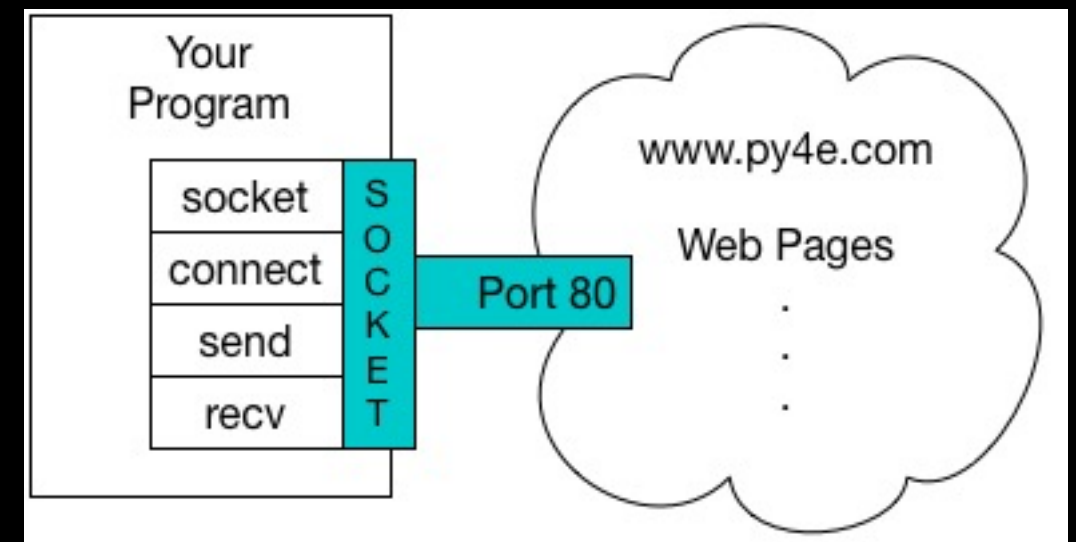 Your
Program
socket
connect
send
recv
SOCKET
Port 80
www.py4e.com
Web Pages
.
.
.